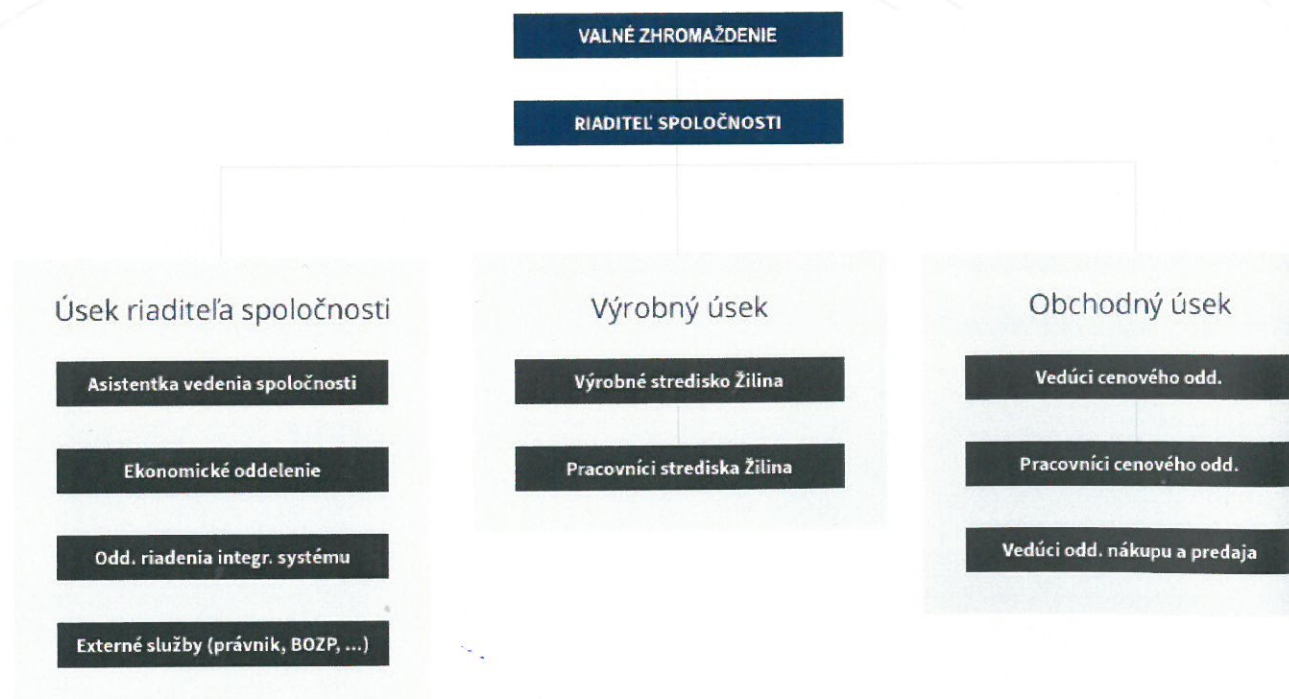 VALNÉ ZHROMAŽDENIE
RIADITEĽ SPOLOČNOSTI
Úsek riaditeľa spoločnosti
Asistentka vedenia spoločnosti
Ekonomické oddelenie
Odd. riadenia integr. systému
Externé služby (právnik, BOZP, ...)
Výrobný úsek
Výrobné stredisko Žilina
Pracovníci strediska Žilina
Obchodný úsek
Vedúci cenového odd.
Pracovníci cenového odd.
Vedúci odd. nákupu a predaja